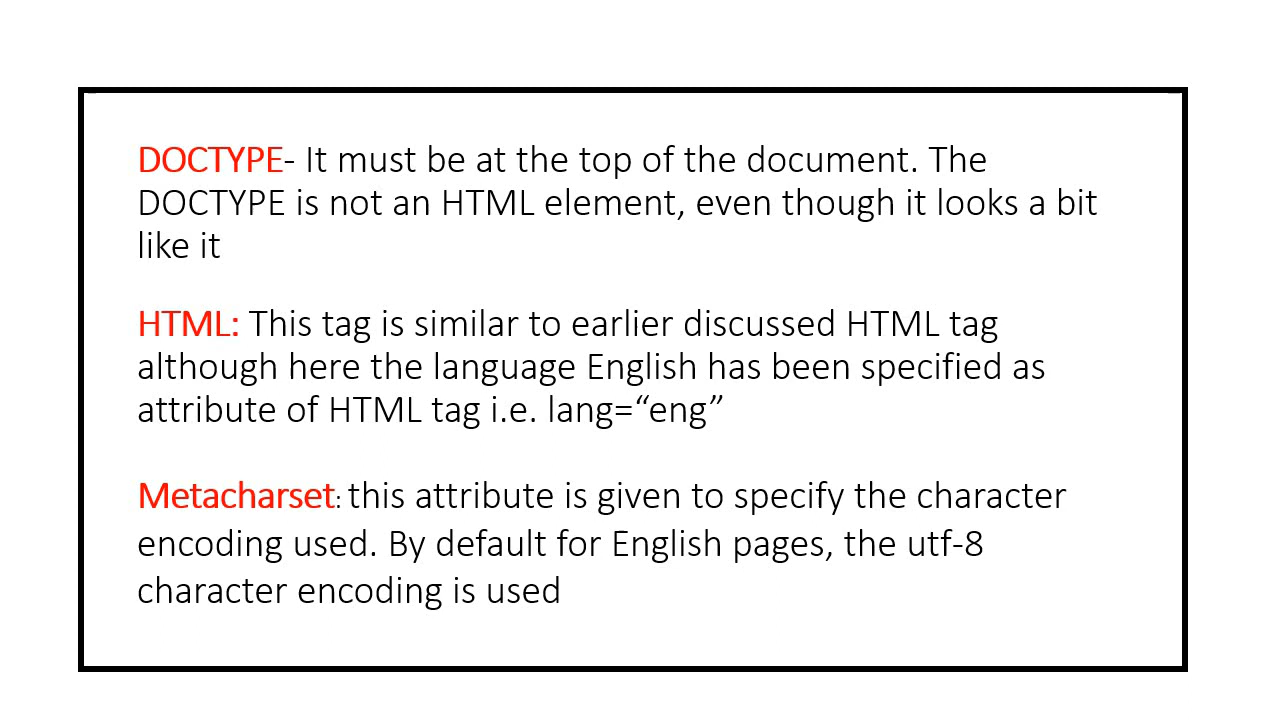 DOCTYPE- It must be at the top of the document. The
DOCTYPE is not an HTML element, even though it looks a bit
like it
HTML: This tag is similar to earlier discussed HTML tag
although here the language English has been specified as
attribute of HTML tag i.e. lang=“eng”
Metacharset: this attribute is given to specify the character
encoding used. By default for English pages, the utf-8
character encoding is used